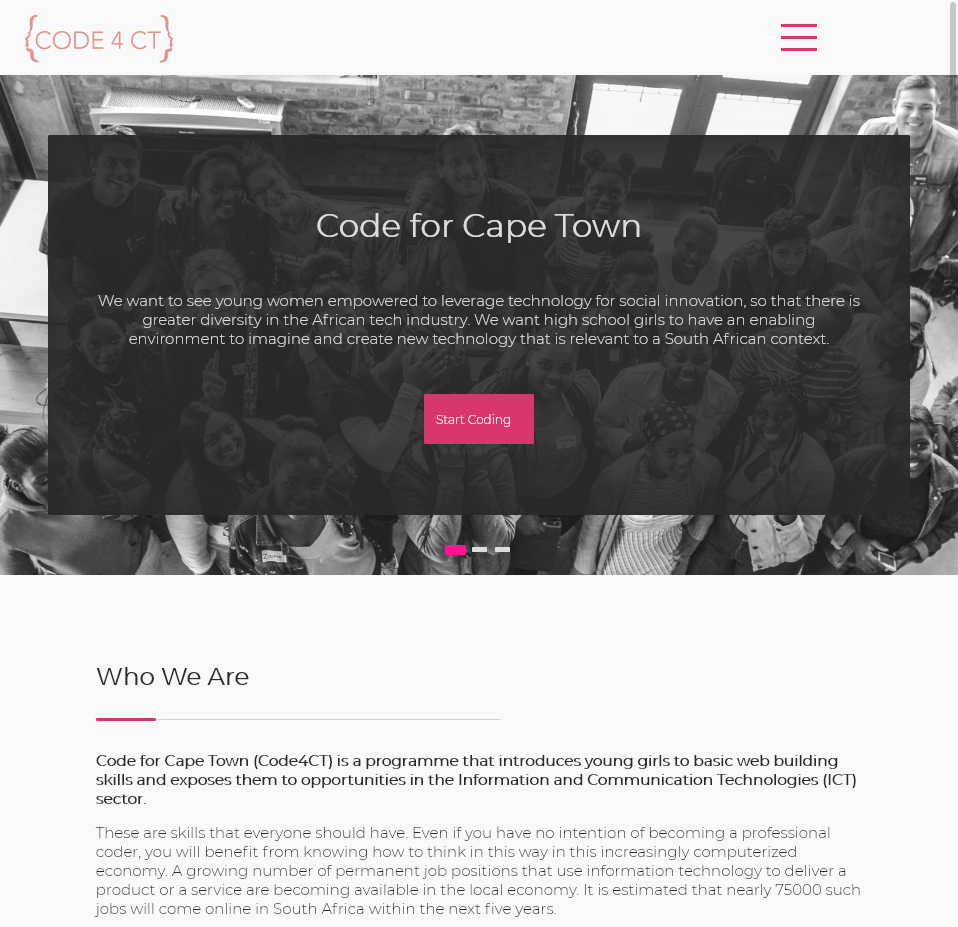 {CODE 4 CT}
Code for Cape Town
We want to see young women empowered to leverage technology for social innovation, so that there is
greater diversity in the African tech industry. We want high school girls to have an enabling
environment to imagine and create new technology that is relevant to a South African context.
Start Coding
Who We Are
Code for Cape Town (Code4CT) is a programme that introduces young girls to basic web building
skills and exposes them to opportunities in the Information and Communication Technologies (ICT)
sector.
These are skills that everyone should have. Even if you have no intention of becoming a professional
coder, you will benefit from knowing how to think in this way in this increasingly computerized
economy. A growing number of permanent job positions that use information technology to deliver a
product or a service are becoming available in the local economy. It is estimated that nearly 75000 such
jobs will come online in South Africa within the next five years.